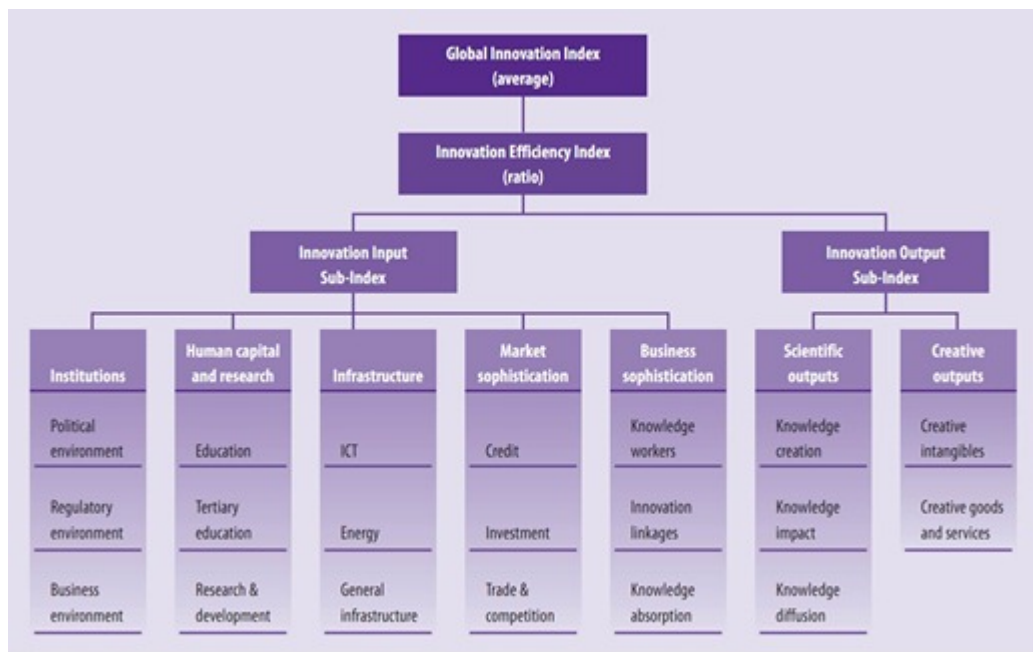 Global Innovation Index
(average)
Innovation Efficiency Index
(ratio)
Innovation Input
Sub-Index
Innovation Output
Sub-Index
Institutions
Human capital
and research
Infrastructure
Market
sophistication
Business
sophistication
Scientific
outputs
Creative
outputs
Political
environment
Education
ICT
Credit
Knowledge
workers
Knowledge
creation
Creative
intangibles
Regulatory
environment
Tertiary
education
Energy
Investment
Innovation
linkages
Knowledge
impact
Creative goods
and services
Business
environment
Research &
development
General
infrastructure
Trade &
competition
Knowledge
absorption
Knowledge
diffusion